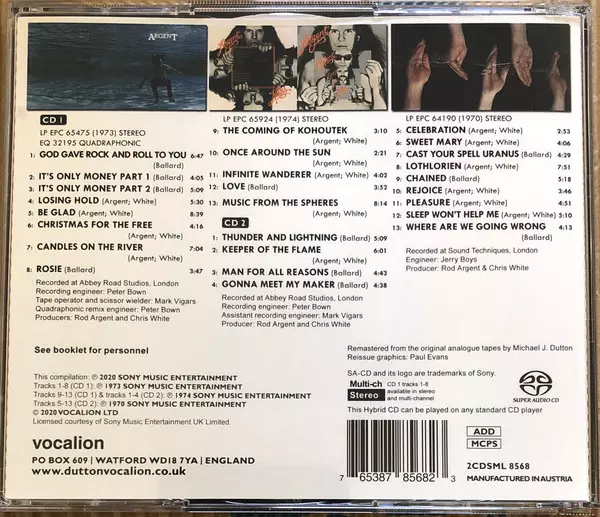 ARGENT
CD 1
LP EPC 65475 (1973) STEREO
EQ 32195 QUADRAPHONIC
1: GOD GAVE ROCK AND ROLL TO YOU 6:47
(Ballard)
2: IT'S ONLY MONEY PART 1 (Ballard) 4:05
3: IT'S ONLY MONEY PART 2 (Ballard) 5:09
4: LOSING HOLD (Argent; White) 5:30
5: BE GLAD (Argent; White) 8:39
6: CHRISTMAS FOR THE FREE 4:16
(Argent; White)
7: CANDLES ON THE RIVER 7:04
(Argent; White)
8: ROSIE (Ballard) 3:47
Recorded at Abbey Road Studios, London
Recording engineer: Peter Bown
Tape operator and scissor wielder: Mark Vigars
Quadraphonic remix engineer: Peter Bown
Producers: Rod Argent and Chris White
LP EPC 65924 (1974) STEREO
9: THE COMING OF KOHOUTEK 3:10
(Argent; White)
10: ONCE AROUND THE SUN 2:21
(Argent; White)
11: INFINITE WANDERER (Argent) 4:02
12: LOVE (Argent; White) 3:52
13: MUSIC FROM THE SPHERES 8:14
(Argent; White)
CD 2
1: THUNDER AND LIGHTNING (Ballard) 5:09
2: KEEPER OF THE FLAME 6:01
(Argent; White)
3: MAN FOR ALL REASONS (Ballard) 4:43
4: GONNA MEET MY MAKER (Ballard) 4:38
Recorded at Abbey Road Studios, London
Recording engineer: Peter Bown
Assistant recording engineer: Mark Vigars
Producers: Rod Argent and Chris White
LP EPC 64190 (1970) STEREO
5: CELEBRATION (Argent; White) 2:53
6: SWEET MARY (Argent; White) 4:08
7: CAST YOUR SPELL URANUS (Ballard) 4:29
8: LOTHLORIEN (Argent; White) 7:51
9: CHAINED (Ballard) 5:18
10: REJOICE (Argent; White) 3:46
11: PLEASURE (Argent; White) 4:51
12: SLEEP WON'T HELP ME (Argent; White) 5:10
13: WHERE ARE WE GOING WRONG 4:13
(Ballard)
Recorded at Sound Techniques, London
Engineer: Jerry Boys
Producer: Rod Argent & Chris White
See booklet for personnel
Remastered from the original analogue tapes by Michael J. Dutton
Reissue graphics: Paul Evans
This compilation: ℗ 2020 SONY MUSIC ENTERTAINMENT
Tracks 1-8 (CD 1): ℗ 1973 SONY MUSIC ENTERTAINMENT
Tracks 9-13 (CD 1) & tracks 1-4 (CD 2): ℗ 1974 SONY MUSIC ENTERTAINMENT
Tracks 5-13 (CD 2): ℗ 1970 SONY MUSIC ENTERTAINMENT
© 2020 VOCALION LTD
Licensed courtesy of Sony Music Entertainment UK Limited.
SA-CD and its logo are trademarks of Sony.
Multi-ch
Stereo
CD 1 tracks 1-8
available in stereo
and 5.1 multi-channel
SUPER AUDIO CD
This Hybrid CD can be played on any standard CD player
vocalion
PO BOX 609 | WATFORD WD18 7YA | ENGLAND
www.duttonvocalion.co.uk
7 65387 85682 3
ADD
MCPS
2CDSML 8568
MANUFACTURED IN AUSTRIA